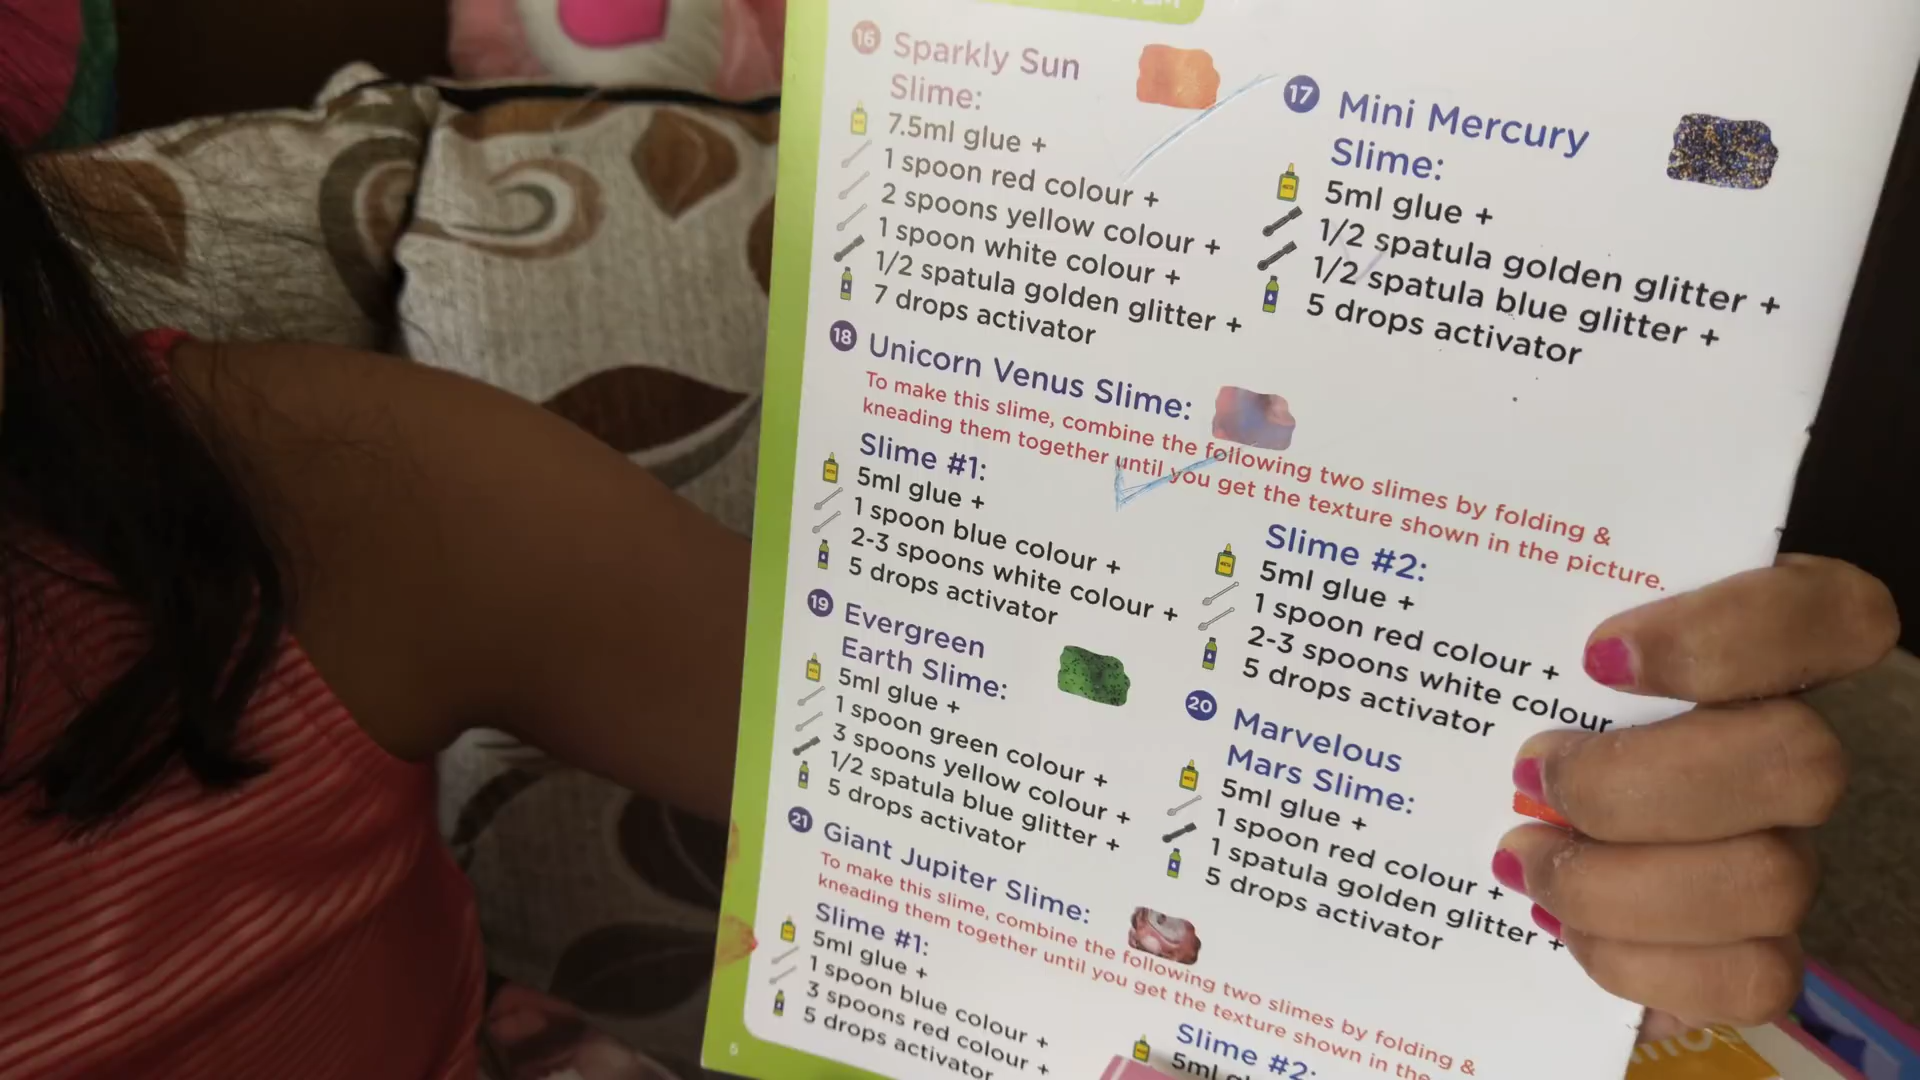 16 Sparkly Sun
Slime:
7.5ml glue +
1 spoon red colour +
2 spoons yellow colour +
1 spoon white colour +
1/2 spatula golden glitter +
7 drops activator
17 Mini Mercury
Slime:
5ml glue +
1/2 spatula golden glitter +
1/2 spatula blue glitter +
5 drops activator
18 Unicorn Venus Slime:
To make this slime, combine the following two slimes by folding &
kneading them together until you get the texture shown in the picture.
Slime #1:
5ml glue +
1 spoon blue colour +
2-3 spoons white colour +
5 drops activator
Slime #2:
5ml glue +
1 spoon red colour +
2-3 spoons white colour
5 drops activator
19 Evergreen
Earth Slime:
5ml glue +
1 spoon green colour +
3 spoons yellow colour +
1/2 spatula blue glitter +
5 drops activator
20 Marvelous
Mars Slime:
5ml glue +
1 spoon red colour +
1 spatula golden glitter +
5 drops activator
21 Giant Jupiter Slime:
To make this slime, combine the following two slimes by folding &
kneading them together until you get the texture shown in the
Slime #1:
5ml glue +
1 spoon blue colour +
3 spoons red colour +
5 drops activator
Slime #2:
5ml